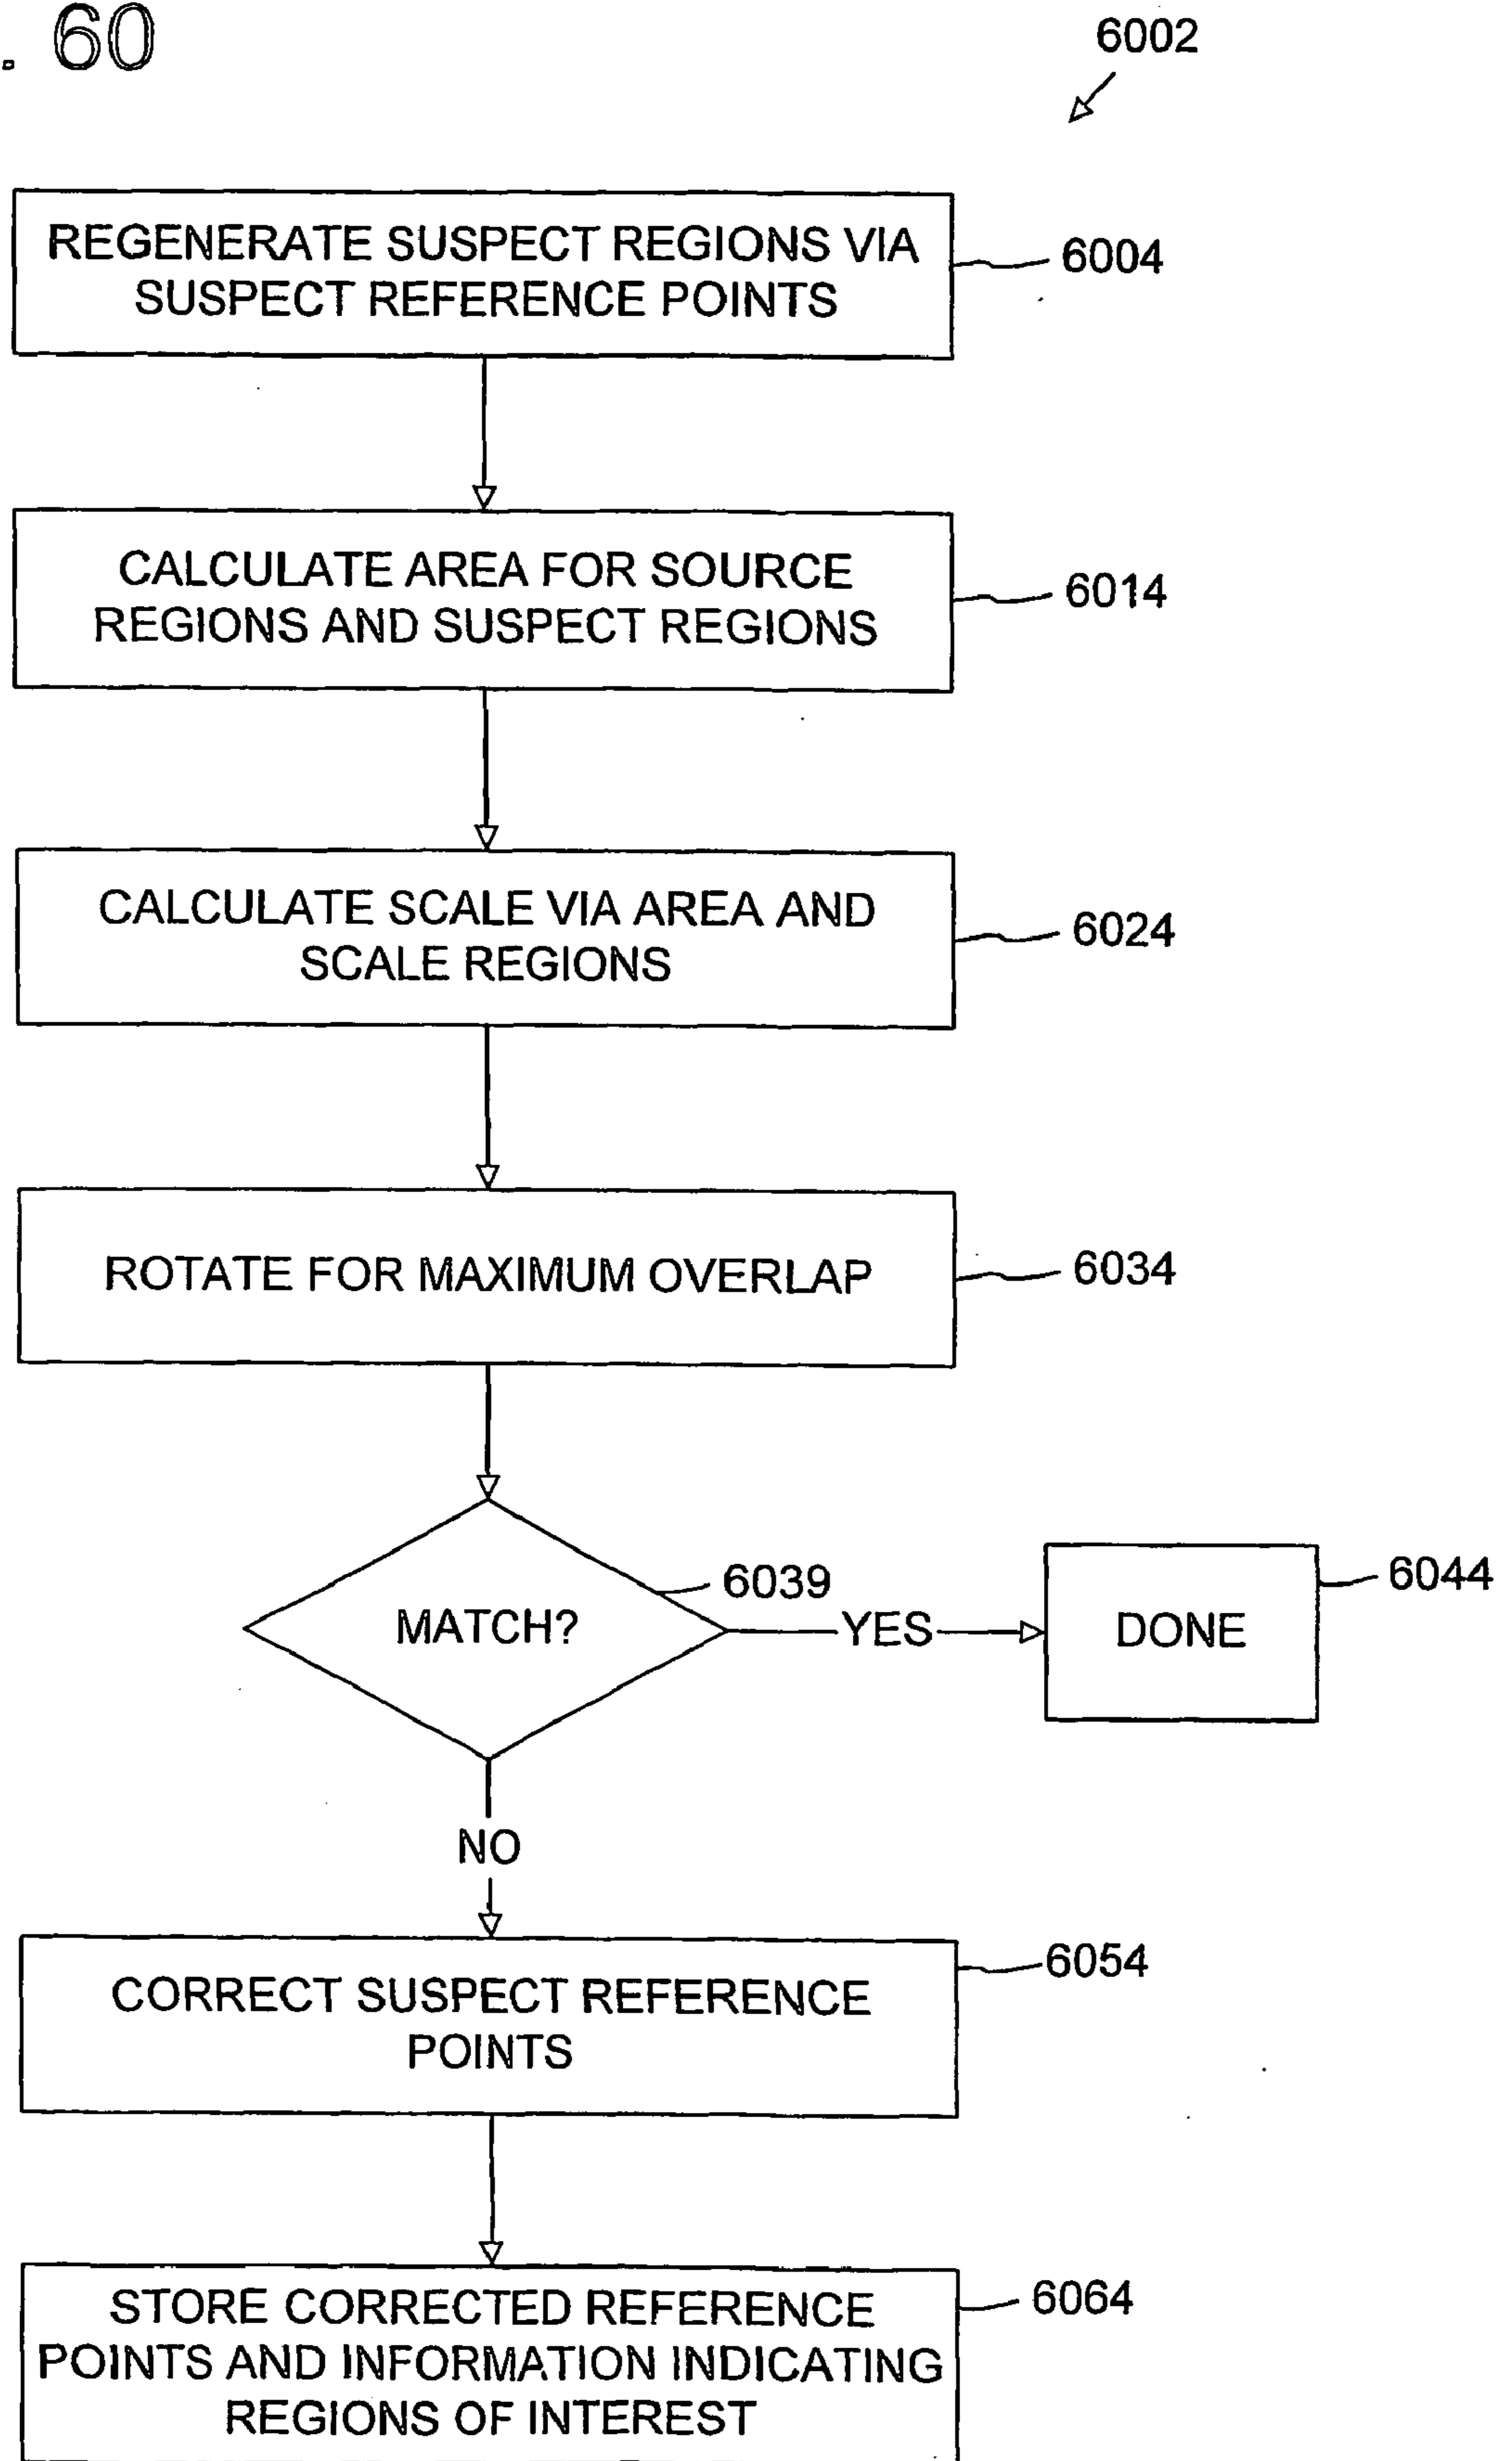 . 60
6002
REGENERATE SUSPECT REGIONS VIA
SUSPECT REFERENCE POINTS
6004
CALCULATE AREA FOR SOURCE
REGIONS AND SUSPECT REGIONS
6014
CALCULATE SCALE VIA AREA AND
SCALE REGIONS
6024
ROTATE FOR MAXIMUM OVERLAP
6034
MATCH?
6039
YES
DONE
6044
NO
CORRECT SUSPECT REFERENCE
POINTS
6054
STORE CORRECTED REFERENCE
POINTS AND INFORMATION INDICATING
REGIONS OF INTEREST
6064